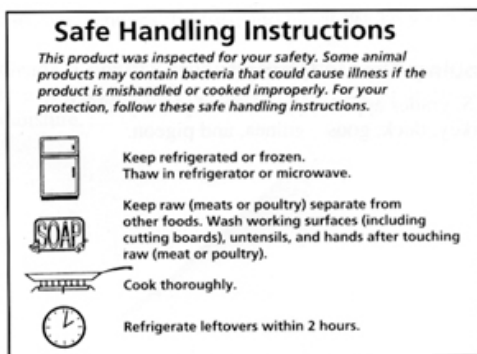 Safe Handling Instructions
This product was inspected for your safety. Some animal
products may contain bacteria that could cause illness if the
product is mishandled or cooked improperly. For your
protection, follow these safe handling instructions.
Keep refrigerated or frozen.
Thaw in refrigerator or microwave.
Keep raw (meats or poultry) separate from
other foods. Wash working surfaces (including
cutting boards), untensils, and hands after touching
raw (meat or poultry).
SOAP
Cook thoroughly.
Refrigerate leftovers within 2 hours.